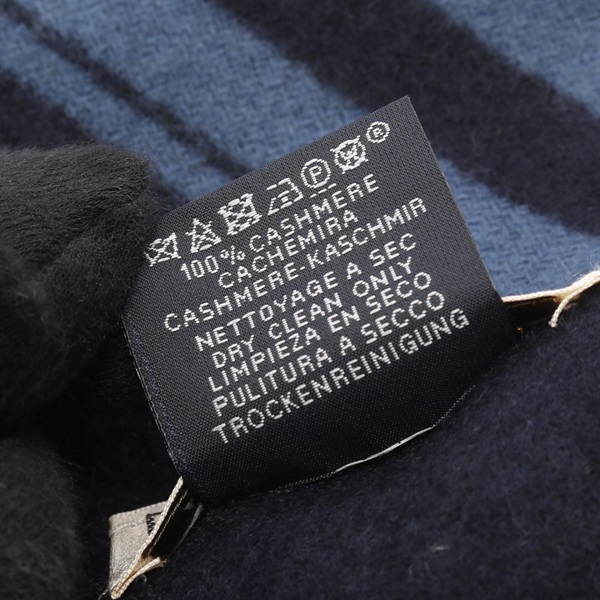 ®
100% CASHMERE
CACHEMIRA
CASHMERE-KASCHMIR
NETTOYAGE A SEC
DRY CLEAN ONLY
LIMPIEZA EN SECO
PULITURA A SECCO
TROCKENREINIGUNG